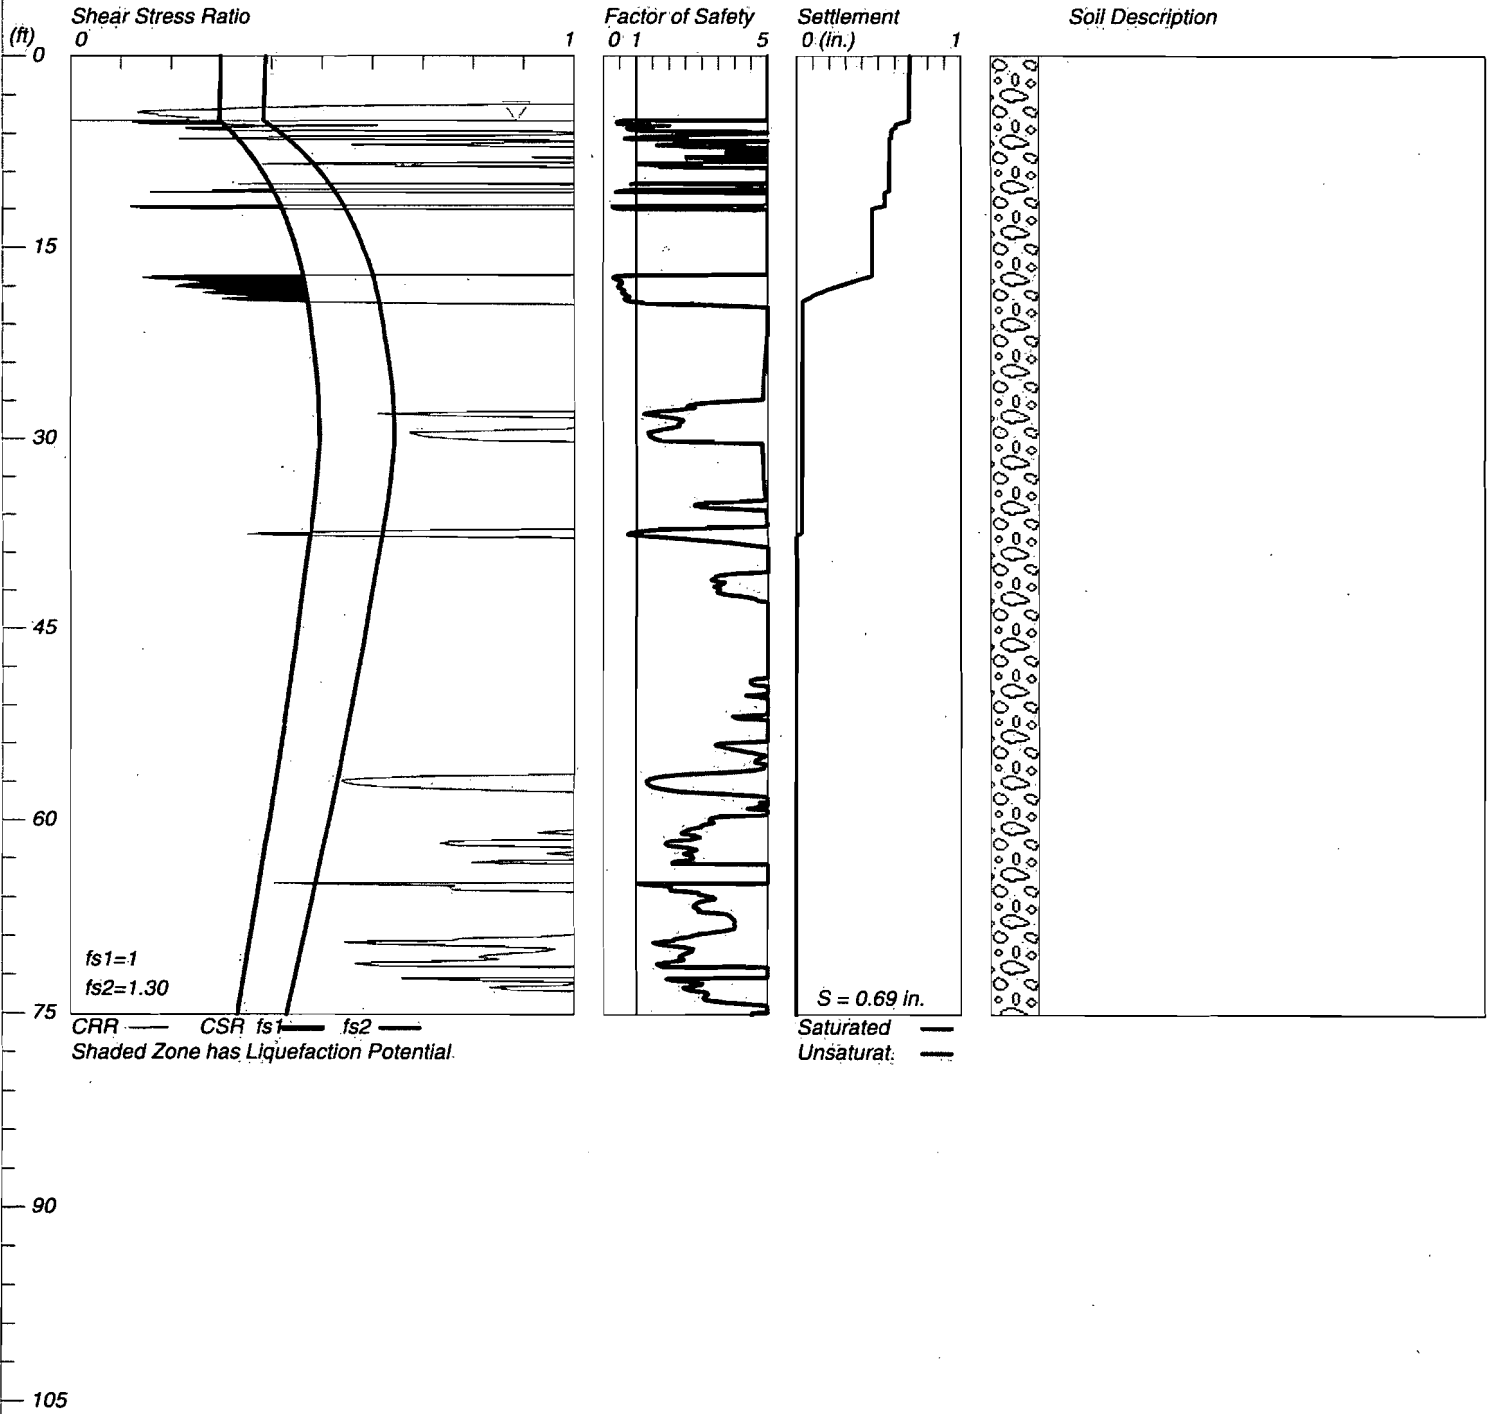 Shear Stress Ratio Factor of Safety Settlement Soil Description
(ft) 0 1 0 1 5 0 (in.) 1
0
15
30
45
60
fs1=1
fs2=1.30
S = 0.69 in.
75
CRR CSR fs1 fs2 Saturated
Shaded Zone has Liquefaction Potential Unsaturat.
90
105